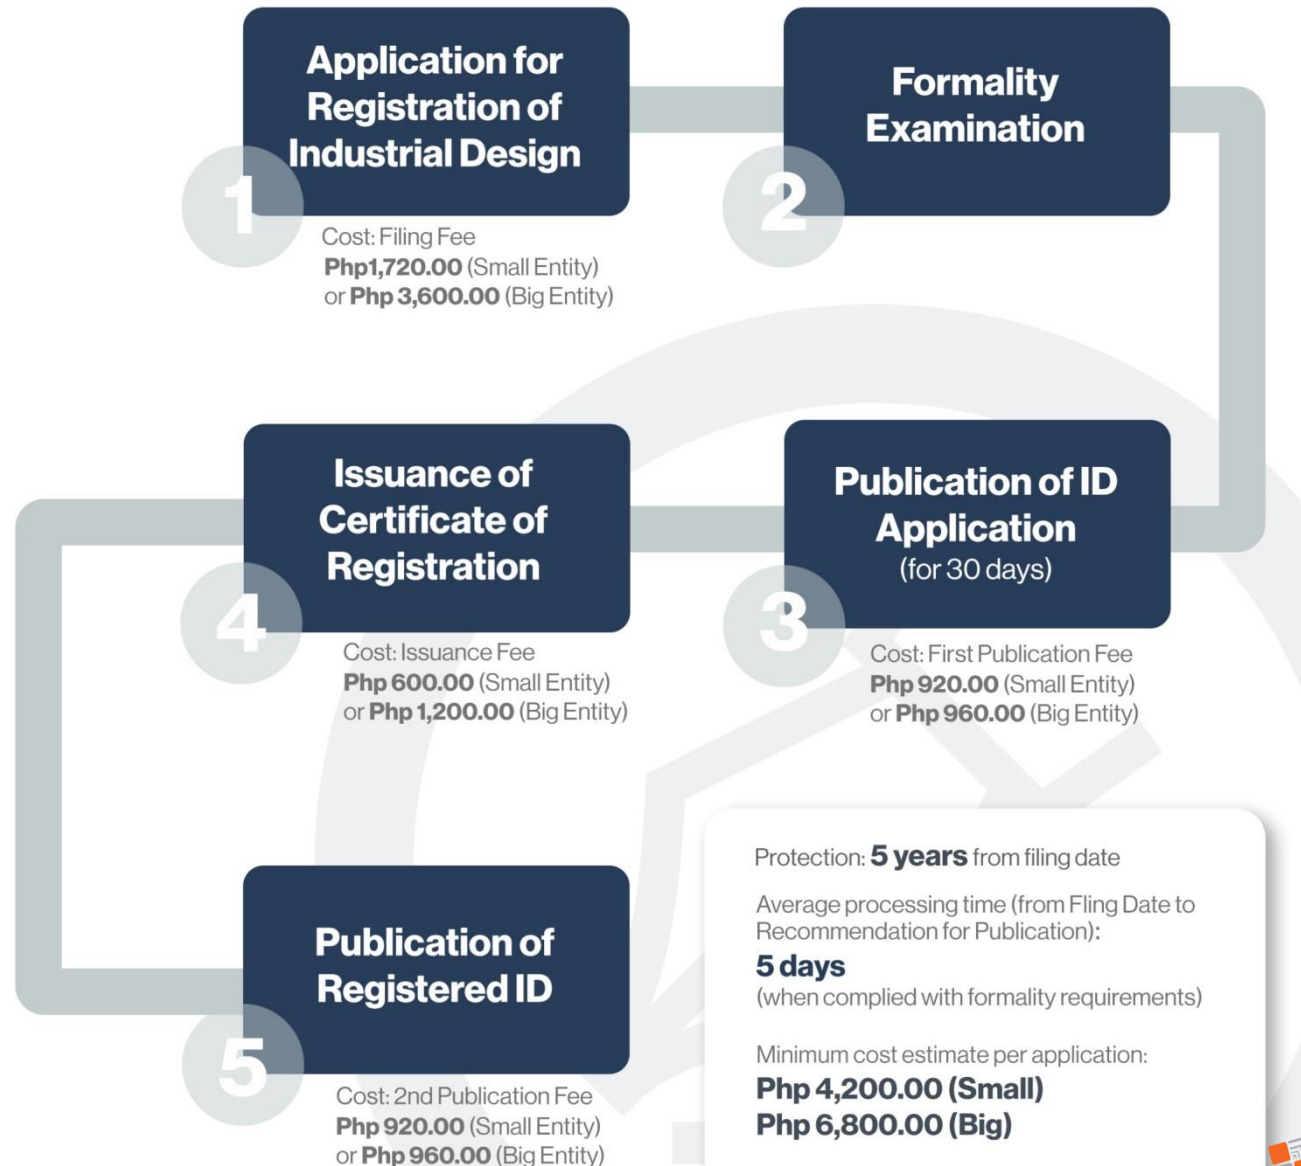 Application for
Registration of
Industrial Design
1
Cost: Filing Fee
Php1,720.00 (Small Entity)
or Php 3,600.00 (Big Entity)
Formality
Examination
2
Publication of ID
Application
(for 30 days)
3
Cost: First Publication Fee
Php 920.00 (Small Entity)
or Php 960.00 (Big Entity)
Issuance of
Certificate of
Registration
4
Cost: Issuance Fee
Php 600.00 (Small Entity)
or Php 1,200.00 (Big Entity)
Publication of
Registered ID
5
Cost: 2nd Publication Fee
Php 920.00 (Small Entity)
or Php 960.00 (Big Entity)
Protection: 5 years from filing date
Average processing time (from Fling Date to
Recommendation for Publication):
5 days
(when complied with formality requirements)
Minimum cost estimate per application:
Php 4,200.00 (Small)
Php 6,800.00 (Big)